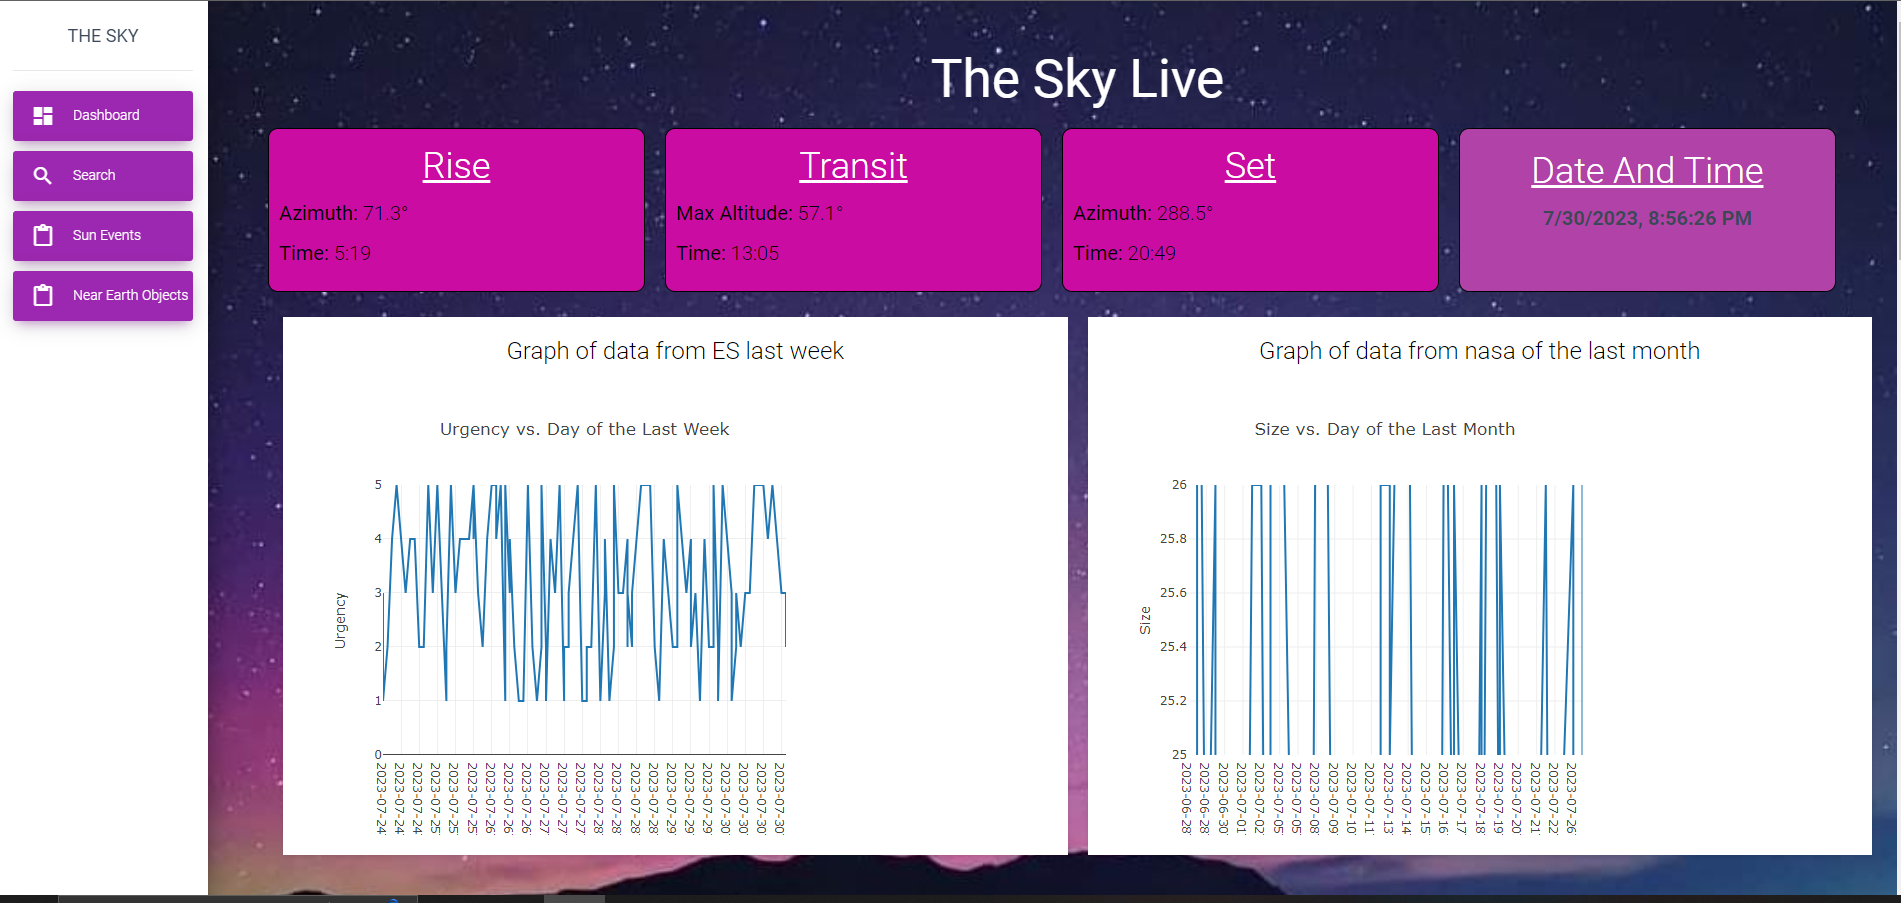 THE SKY
Dashboard
Search
Sun Events
Near Earth Objects
The Sky Live
Rise
Azimuth: 71.3°
Time: 5:19
Transit
Max Altitude: 57.1°
Time: 13:05
Set
Azimuth: 288.5°
Time: 20:49
Date And Time
7/30/2023, 8:56:26 PM
Graph of data from ES last week
Urgency vs. Day of the Last Week
Urgency
5
4
3
2
1
0
2023-07-24
2023-07-24
2023-07-24
2023-07-25
2023-07-25
2023-07-25
2023-07-26
2023-07-26
2023-07-26
2023-07-27
2023-07-27
2023-07-27
2023-07-28
2023-07-28
2023-07-28
2023-07-28
2023-07-29
2023-07-29
2023-07-29
2023-07-30
2023-07-30
2023-07-30
2023-07-30
Graph of data from nasa of the last month
Size vs. Day of the Last Month
Size
26
25.8
25.6
25.4
25.2
25
2023-06-28
2023-06-28
2023-06-30
2023-07-01
2023-07-02
2023-07-05
2023-07-05
2023-07-08
2023-07-09
2023-07-10
2023-07-11
2023-07-13
2023-07-14
2023-07-15
2023-07-16
2023-07-17
2023-07-18
2023-07-19
2023-07-20
2023-07-21
2023-07-22
2023-07-26